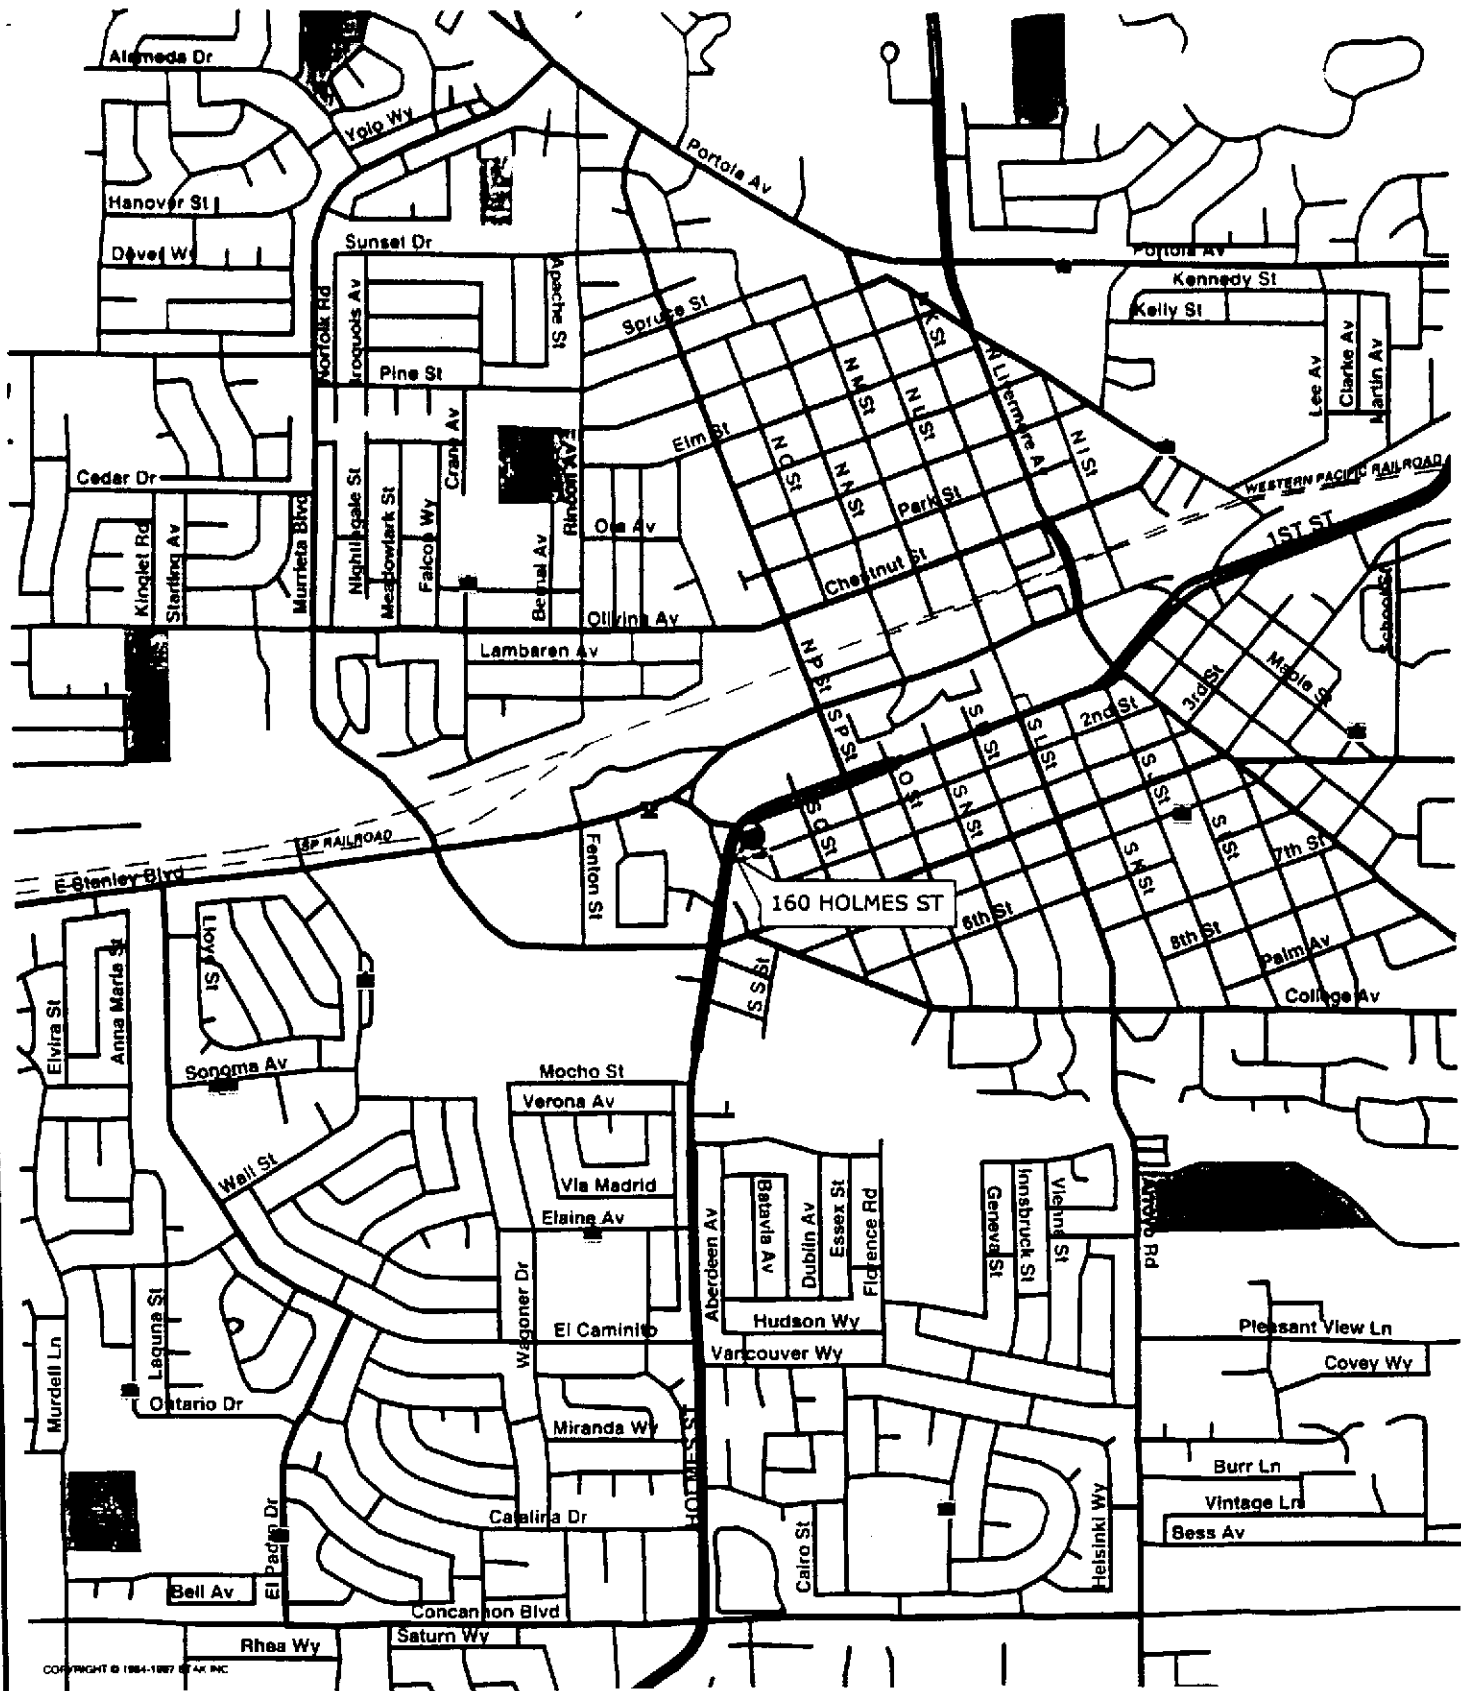 Alameda Dr
Yolo Wy
Portola Av
Hanover St
Dover Wy
Sunset Dr
Portola Av
Kennedy St
Kelly St
Norfolk Rd
Iroquois Av
Apache St
Spruce St
N K St
N Livermore Av
N M St
N L St
Lee Av
Clarke Av
Martin Av
Pine St
Crane Av
Elm St
N O St
N N St
N I St
Park St
WESTERN PACIFIC RAILROAD
1ST ST
Cedar Dr
Kinglet Rd
Starling Av
Murrieta Blvd
Nightingale St
Meadowlark St
Falcon Wy
Bernal Av
Rincon Av
Ora Av
Chestnut St
Olivina Av
Lambaren Av
N P St
Maple St
3rd St
School St
2nd St
S P St
S M St
S L St
S J St
O St
S N St
S O St
S I St
7th St
SP RAILROAD
E Stanley Blvd
Fenton St
160 HOLMES ST
6th St
8th St
Palm Av
College Av
S S St
Lloyd St
Anna Maria St
Elvira St
Sonoma Av
Mocho St
Verona Av
Wall St
Via Madrid
Elaine Av
Aberdeen Av
Batavia Av
Dublin Av
Essex St
Florence Rd
Geneva St
Innsbruck St
Vienna St
Arroyo Rd
Wagoner Dr
El Caminito
Hudson Wy
Vancouver Wy
Pleasant View Ln
Covey Wy
Murdell Ln
Laguna St
Ontario Dr
Miranda Wy
HOLMES ST
Burr Ln
Vintage Ln
Bess Av
Catalina Dr
El Padro Dr
Cairo St
Helsinki Wy
Bell Av
Concannon Blvd
Rhea Wy
Saturn Wy
COPYRIGHT © 1984-1987 ETAK INC